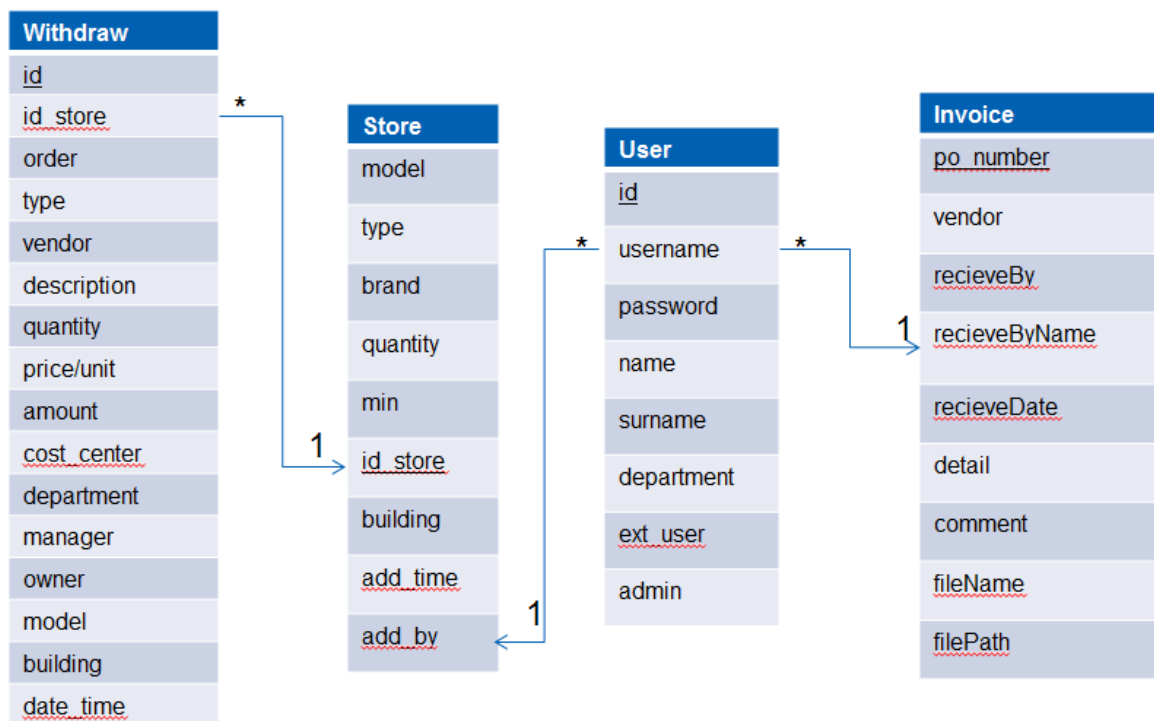 Withdraw
id
id_store
order
type
vendor
description
quantity
price/unit
amount
cost_center
department
manager
owner
model
building
date_time
*
1
Store
model
type
brand
quantity
min
id_store
building
add_time
add_by
*
1
User
id
username
password
name
surname
department
ext_user
admin
*
1
Invoice
po_number
vendor
recieveBy
recieveByName
recieveDate
detail
comment
fileName
filePath